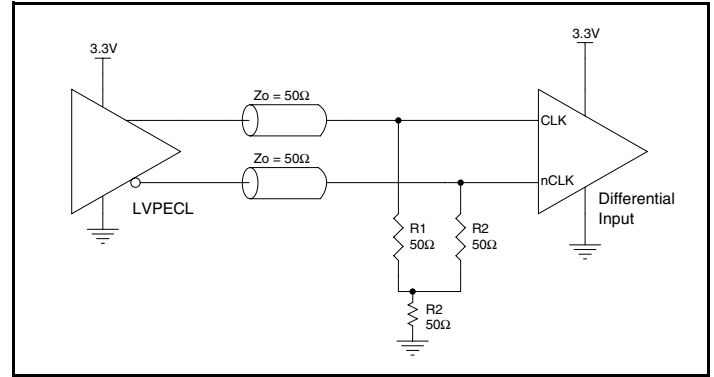 3.3V
3.3V
Zo = 50Ω
CLK
Zo = 50Ω
nCLK
LVPECL
Differential
Input
R1
50Ω
R2
50Ω
R2
50Ω